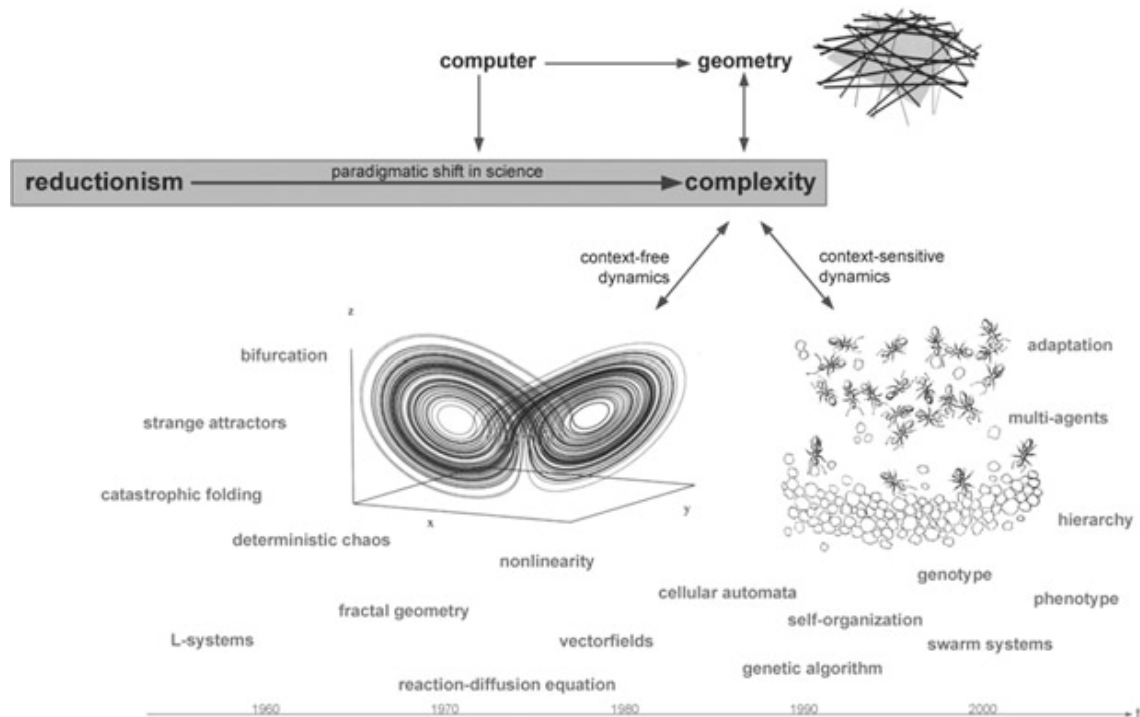 computer
geometry
paradigmatic shift in science
reductionism
complexity
context-free
dynamics
context-sensitive
dynamics
z
bifurcation
adaptation
strange attractors
multi-agents
catastrophic folding
y
x
hierarchy
deterministic chaos
nonlinearity
genotype
cellular automata
phenotype
fractal geometry
self-organization
L-systems
vectorfields
swarm systems
genetic algorithm
reaction-diffusion equation
1960 1970 1980 1990 2000 t